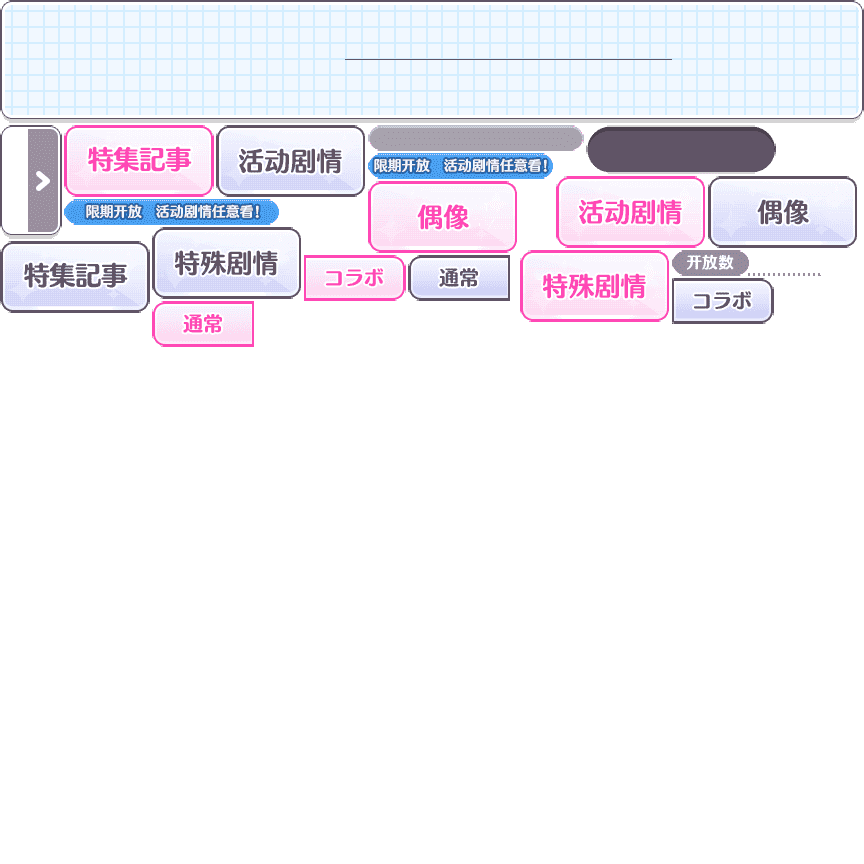 特集記事
活动剧情
限期开放　活动剧情任意看!
限期开放　活动剧情任意看!
偶像
活动剧情
偶像
特集記事
特殊剧情
コラボ
通常
特殊剧情
开放数
コラボ
通常